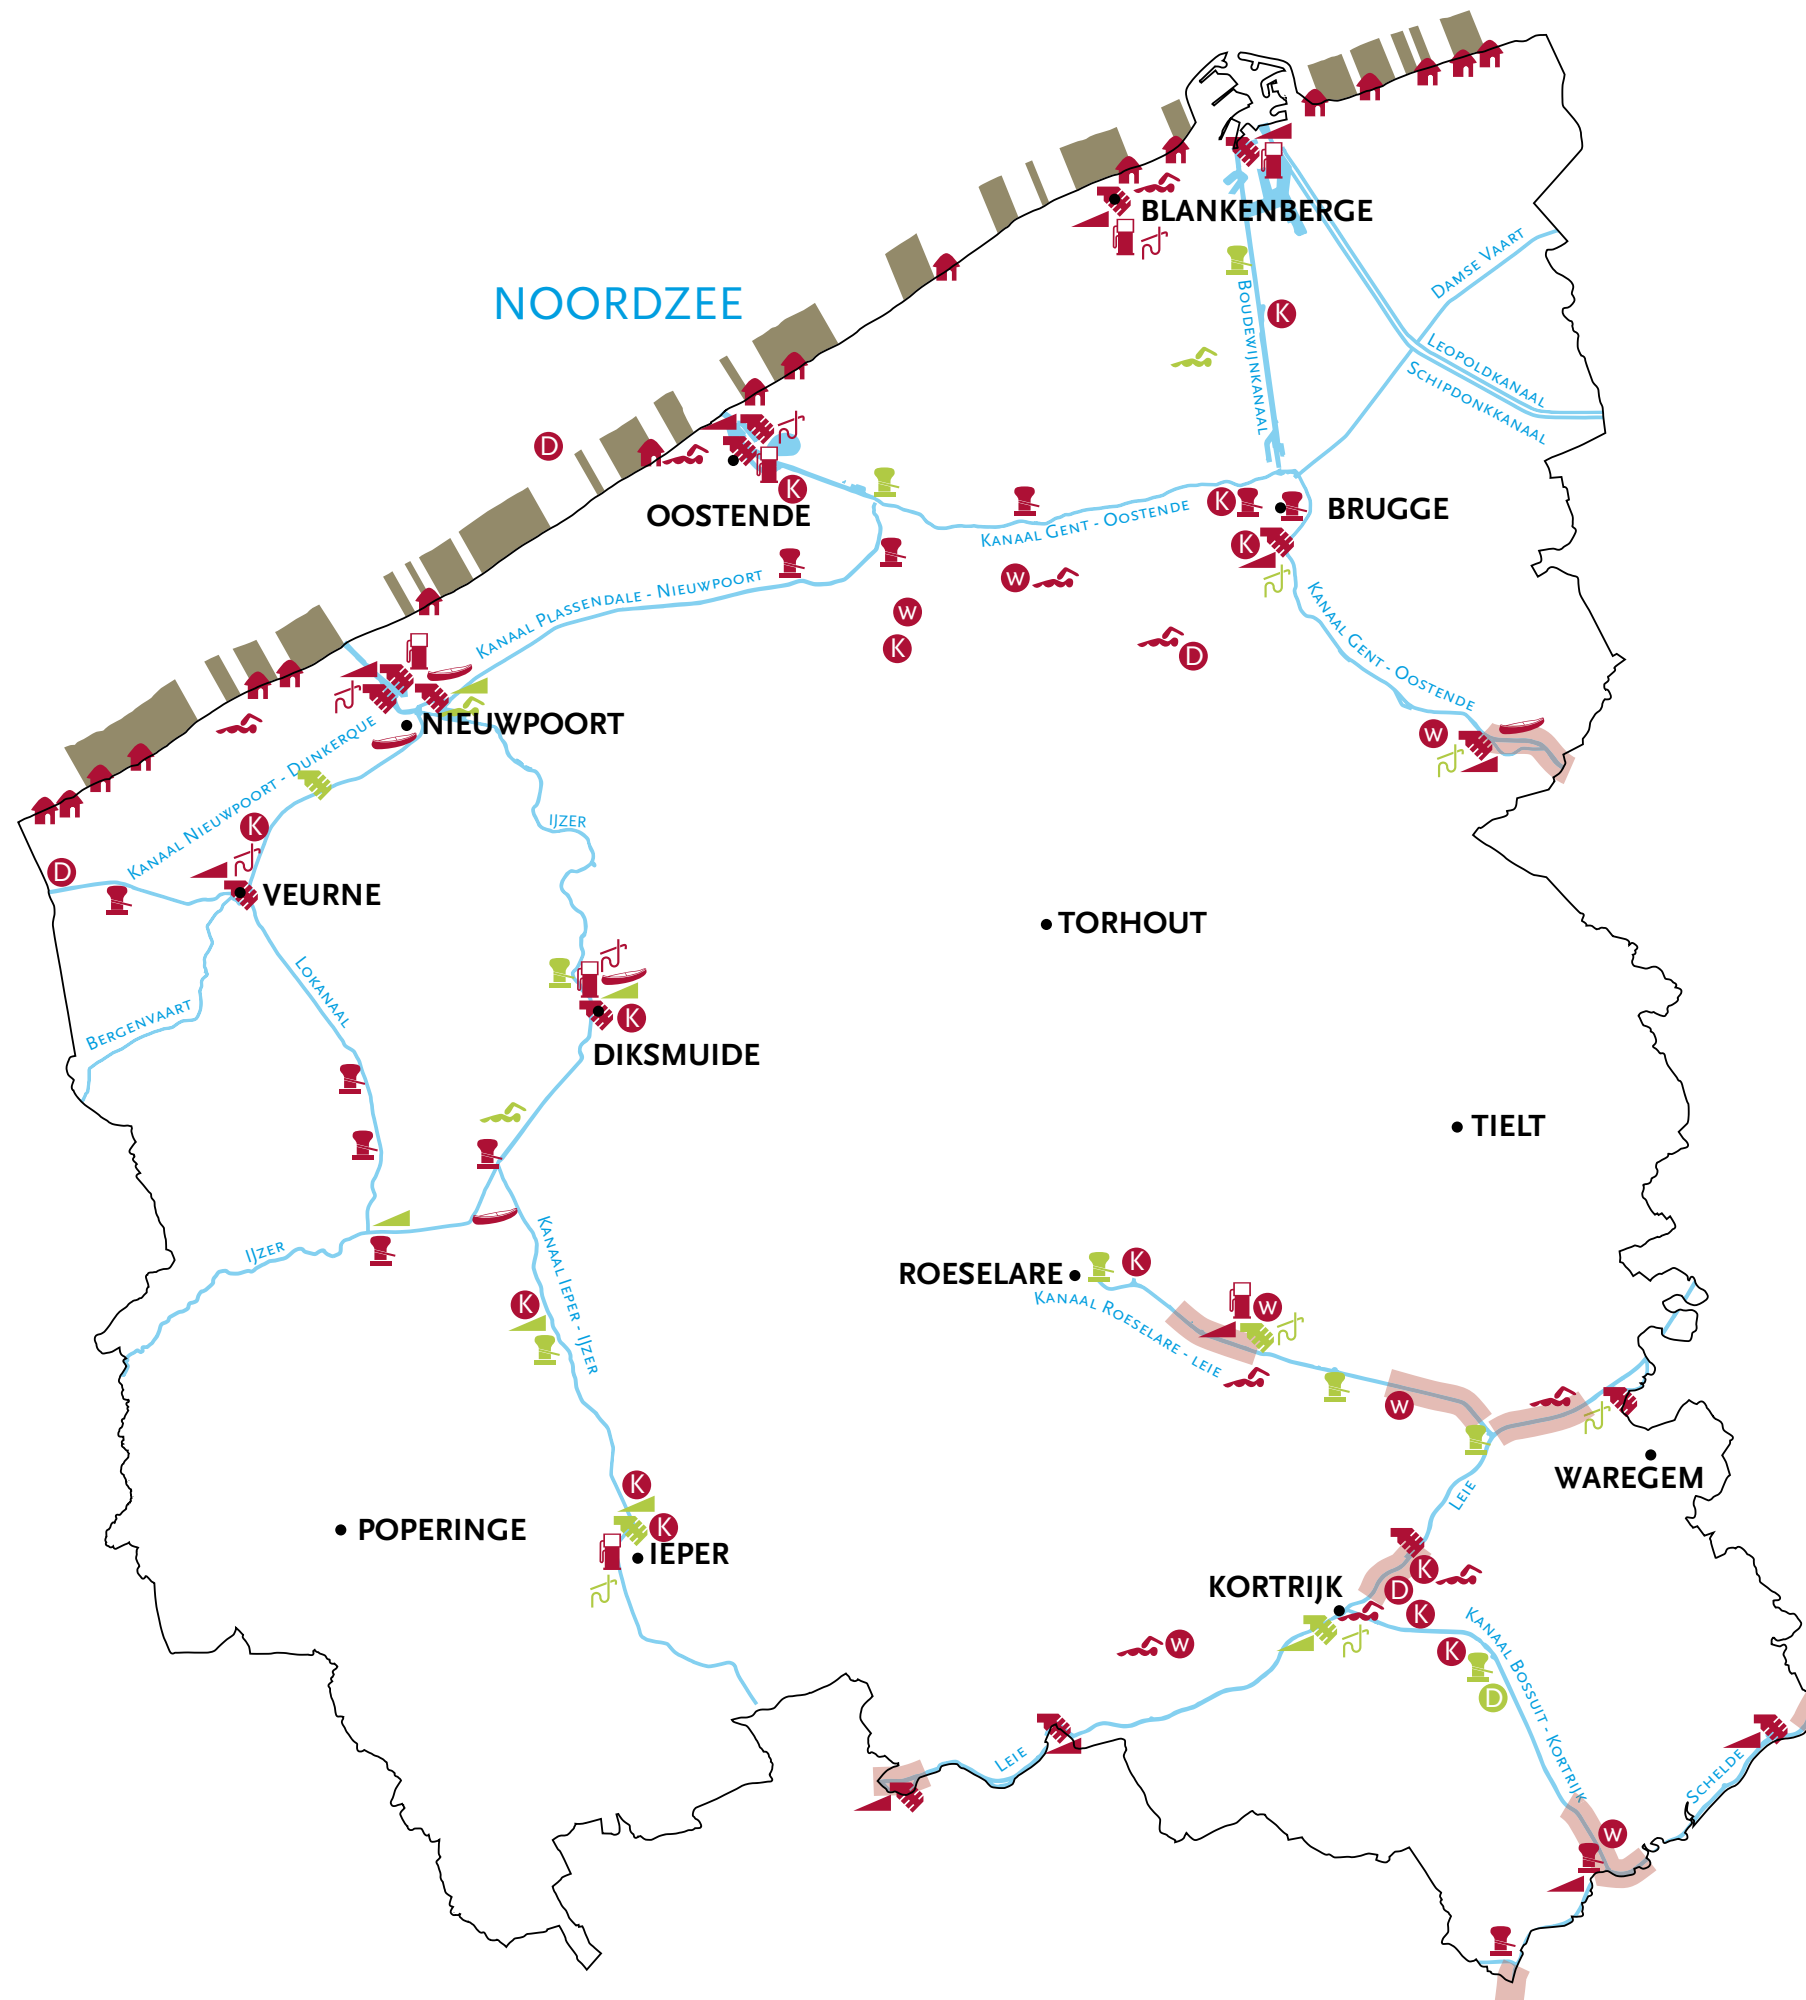 BLANKENBERGE
DAMSE VAART
NOORDZEE
K
BOUDEWIJNKANAAL
LEOPOLDKANAAL
SCHIPDONKKANAAL
D
K
OOSTENDE
KANAAL GENT - OOSTENDE
K
BRUGGE
K
W
KANAAL PLASSENDALE - NIEUWPOORT
W
K
D
KANAAL GENT - OOSTENDE
NIEUWPOORT
W
KANAAL NIEUWPOORT - DUNKERQUE
K
IJZER
D
VEURNE
TORHOUT
LOKANAAL
BERGENVAART
K
DIKSMUIDE
TIELT
IJZER
KANAAL IEPER - IJZER
K
ROESELARE
K
KANAAL ROESELARE - LEIE
W
W
WAREGEM
LEIE
K
K
POPERINGE
IEPER
K
KORTRIJK
D
K
K
W
D
KANAAL BOSSUIT - KORTRIJK
LEIE
SCHELDE
W